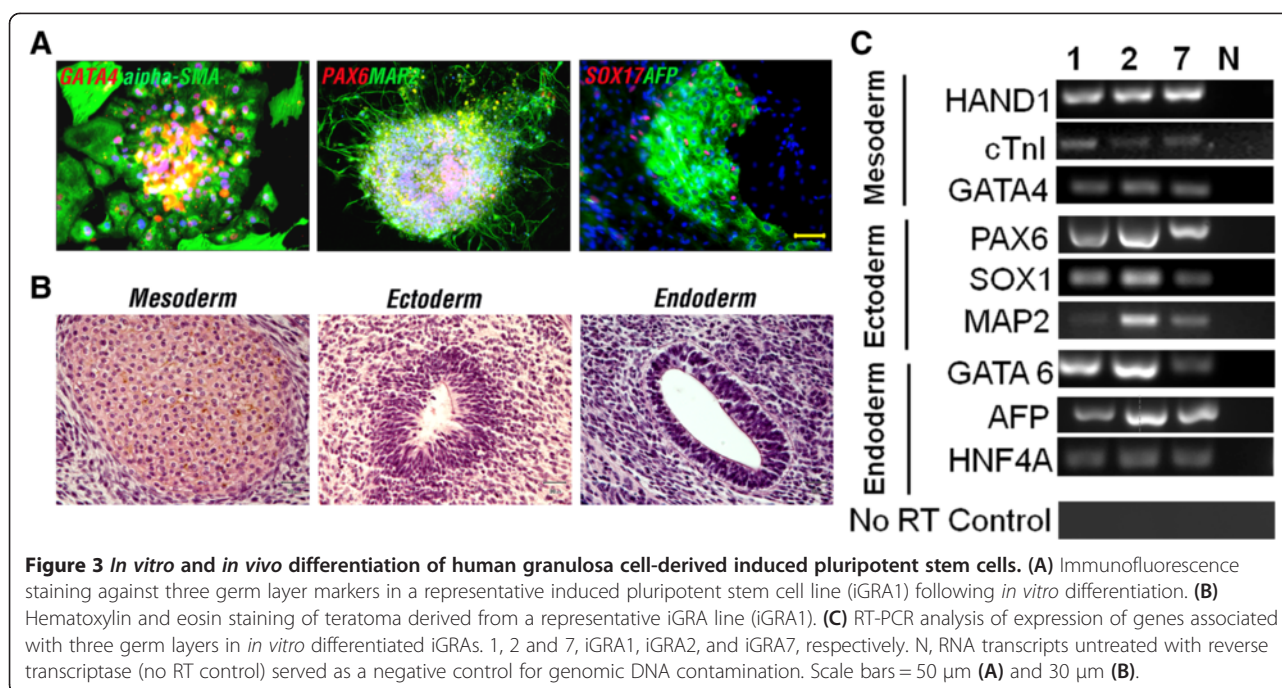 A
GATA4 aipha-SMA
PAX6MAP2
SOX17AFP
B
Mesoderm
Ectoderm
Endoderm
C
1 2 7 N
Mesoderm
HAND1
cTnI
GATA4
Ectoderm
PAX6
SOX1
MAP2
Endoderm
GATA 6
AFP
HNF4A
No RT Control
Figure 3 In vitro and in vivo differentiation of human granulosa cell-derived induced pluripotent stem cells. (A) Immunofluorescence
staining against three germ layer markers in a representative induced pluripotent stem cell line (iGRA1) following in vitro differentiation. (B)
Hematoxylin and eosin staining of teratoma derived from a representative iGRA line (iGRA1). (C) RT-PCR analysis of expression of genes associated
with three germ layers in in vitro differentiated iGRAs. 1, 2 and 7, iGRA1, iGRA2, and iGRA7, respectively. N, RNA transcripts untreated with reverse
transcriptase (no RT control) served as a negative control for genomic DNA contamination. Scale bars = 50 μm (A) and 30 μm (B).